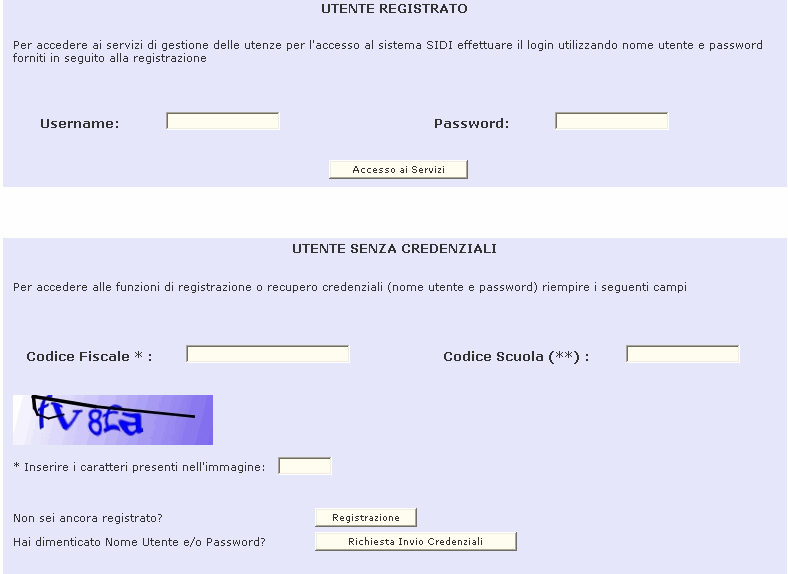 UTENTE REGISTRATO
Per accedere ai servizi di gestione delle utenze per l'accesso al sistema SIDI effettuare il login utilizzando nome utente e password
forniti in seguito alla registrazione
Username: Password:
Accesso ai Servizi
UTENTE SENZA CREDENZIALI
Per accedere alle funzioni di registrazione o recupero credenziali (nome utente e password) riempire i seguenti campi
Codice Fiscale * : Codice Scuola (**) :
* Inserire i caratteri presenti nell'immagine:
Non sei ancora registrato? Registrazione
Hai dimenticato Nome Utente e/o Password? Richiesta Invio Credenziali